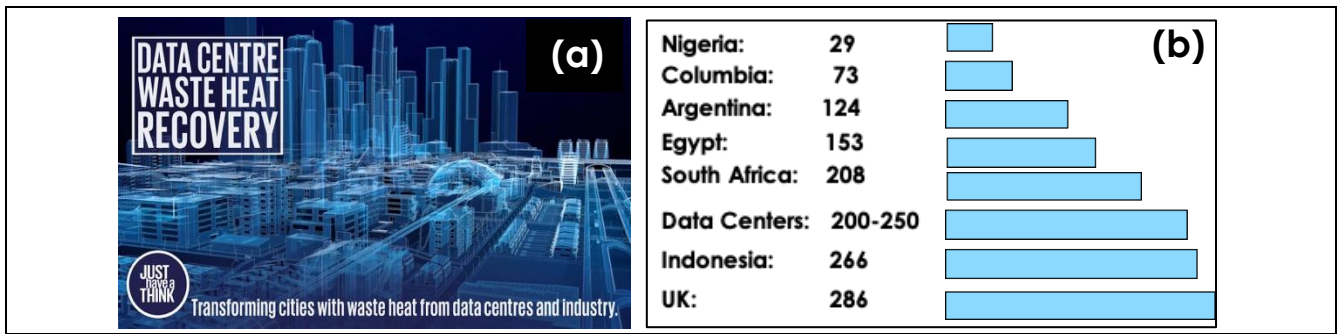 DATA CENTRE
WASTE HEAT
RECOVERY
(a)
JUST
have a
THINK
Transforming cities with waste heat from data centres and industry.
(b)
Nigeria: 29
Columbia: 73
Argentina: 124
Egypt: 153
South Africa: 208
Data Centers: 200-250
Indonesia: 266
UK: 286